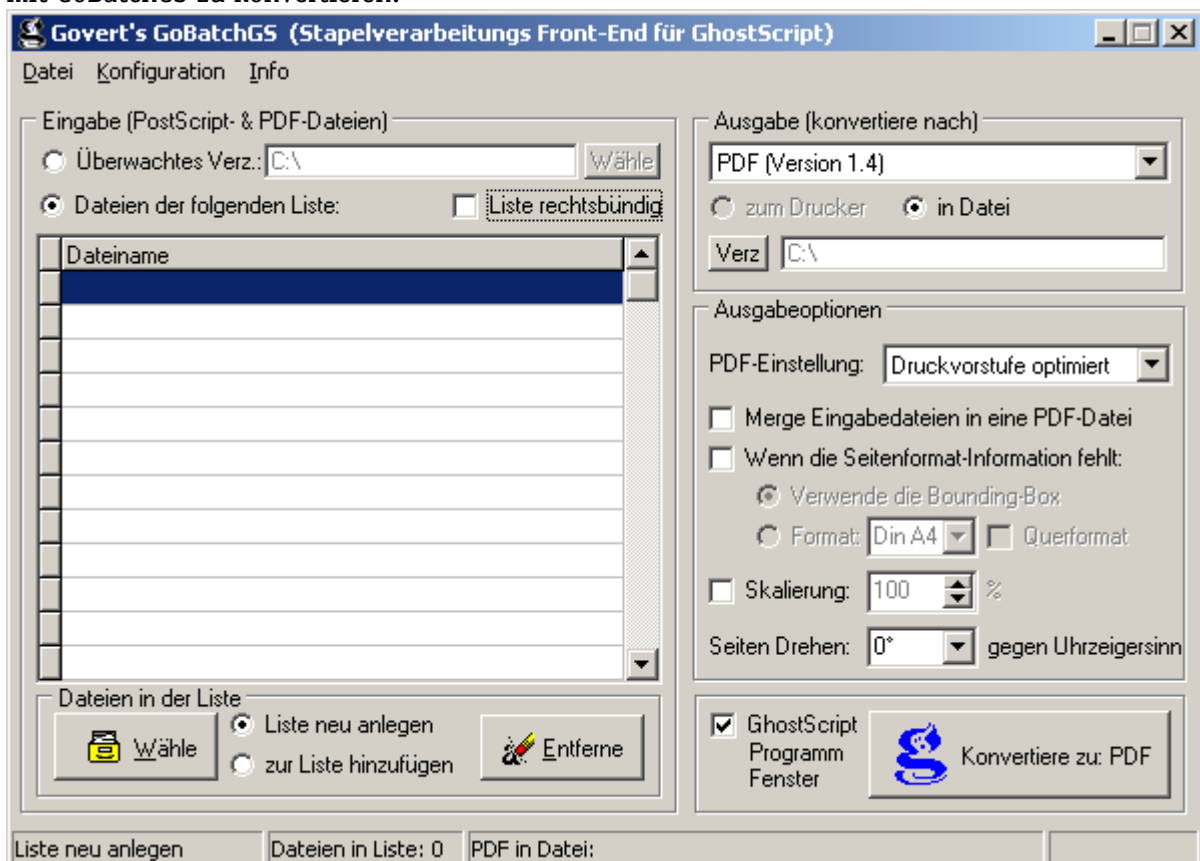 mit GoBatchGS zu konvertieren.
Govert's GoBatchGS (Stapelverarbeitungs Front-End für GhostScript)
Datei Konfiguration Info
Eingabe (PostScript- & PDF-Dateien)
Überwachtes Verz.: C:\ Wähle
Dateien der folgenden Liste: Liste rechtsbündig
Dateiname
Dateien in der Liste
Wähle
Liste neu anlegen
zur Liste hinzufügen
Entferne
Ausgabe (konvertiere nach)
PDF (Version 1.4)
zum Drucker in Datei
Verz C:\
Ausgabeoptionen
PDF-Einstellung: Druckvorstufe optimiert
Merge Eingabedateien in eine PDF-Datei
Wenn die Seitenformat-Information fehlt:
Verwende die Bounding-Box
Format: Din A4 Querformat
Skalierung: 100 %
Seiten Drehen: 0° gegen Uhrzeigersinn
GhostScript
Programm
Fenster
Konvertiere zu: PDF
Liste neu anlegen Dateien in Liste: 0 PDF in Datei: